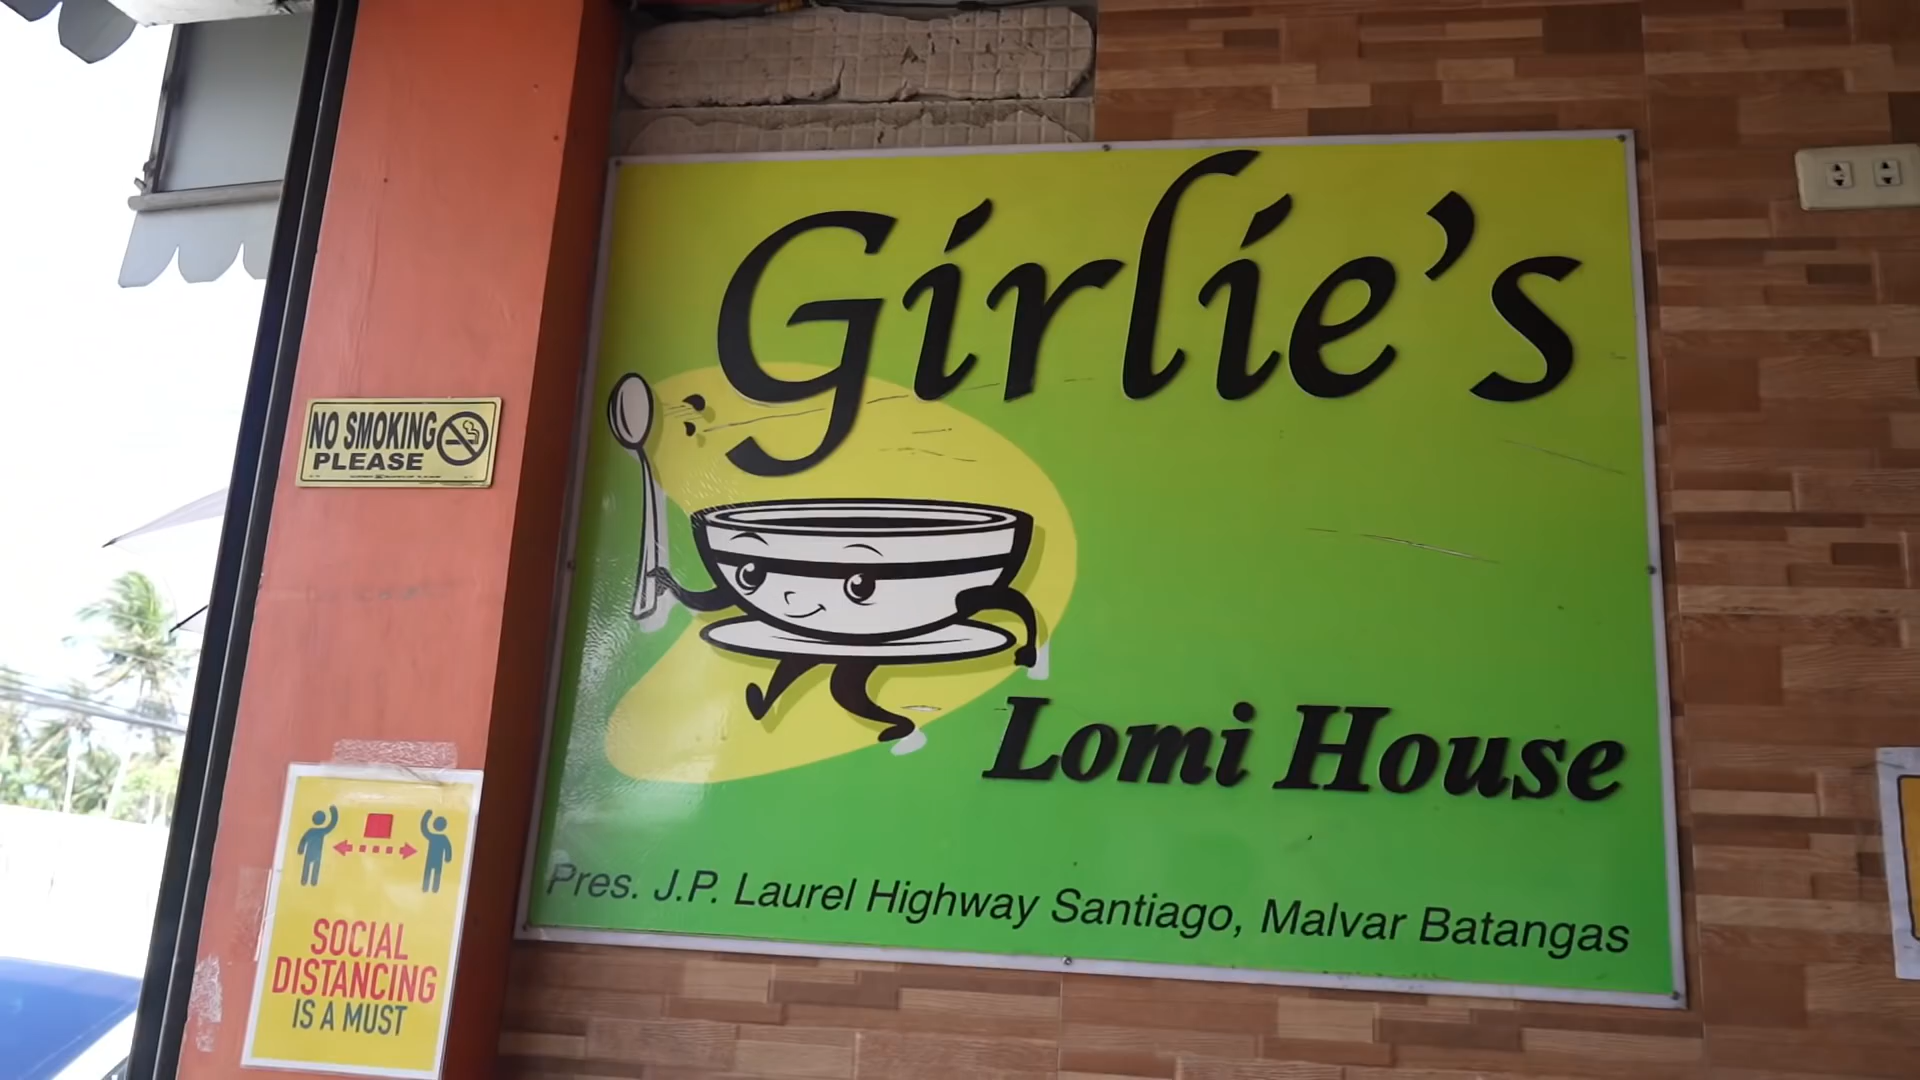 Girlie's
Lomi House
Pres. J.P. Laurel Highway Santiago, Malvar Batangas
NO SMOKING
PLEASE
SOCIAL
DISTANCING
IS A MUST